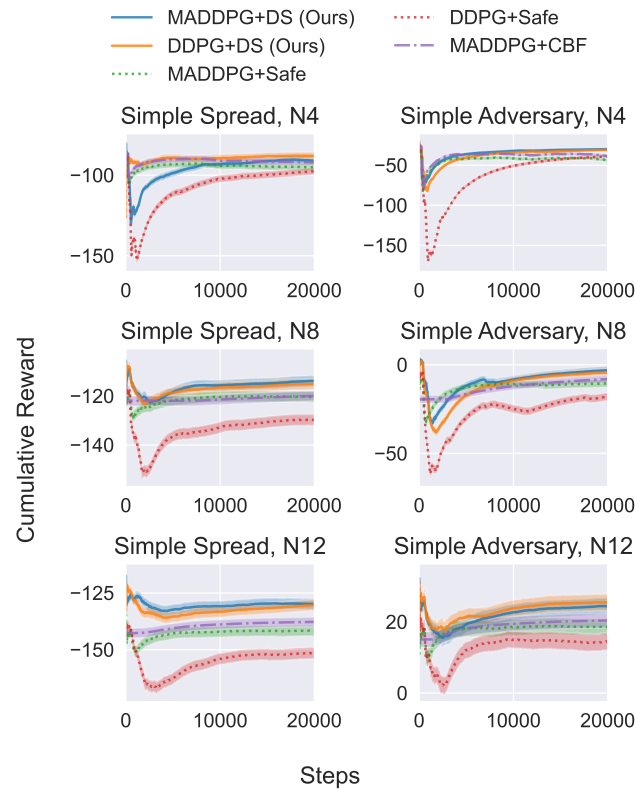 MADDPG+DS (Ours)
DDPG+DS (Ours)
MADDPG+Safe
DDPG+Safe
MADDPG+CBF
Simple Spread, N4
−100
−150
0 10000 20000
Simple Adversary, N4
−50
−100
−150
0 10000 20000
Cumulative Reward
Simple Spread, N8
−120
−140
0 10000 20000
Simple Adversary, N8
0
−50
0 10000 20000
Simple Spread, N12
−125
−150
0 10000 20000
Simple Adversary, N12
20
0
0 10000 20000
Steps